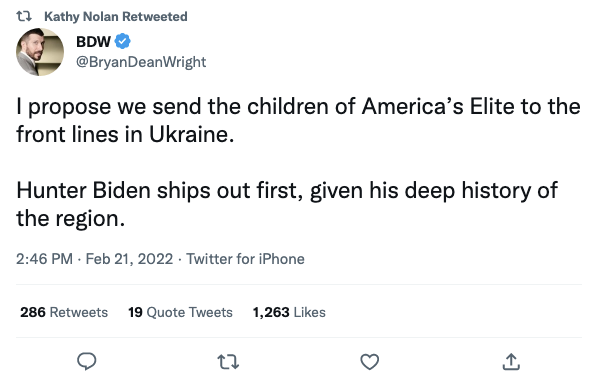 Kathy Nolan Retweeted
BDW
@BryanDeanWright
I propose we send the children of America's Elite to the
front lines in Ukraine.
Hunter Biden ships out first, given his deep history of
the region.
2:46 PM · Feb 21, 2022 · Twitter for iPhone
286 Retweets 19 Quote Tweets 1,263 Likes